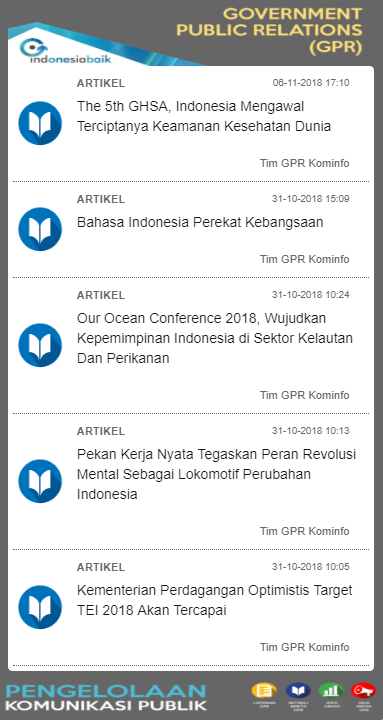 GOVERNMENT
PUBLIC RELATIONS
(GPR)
indonesiabaik
ARTIKEL 06-11-2018 17:10
The 5th GHSA, Indonesia Mengawal
Terciptanya Keamanan Kesehatan Dunia
Tim GPR Kominfo
ARTIKEL 31-10-2018 15:09
Bahasa Indonesia Perekat Kebangsaan
Tim GPR Kominfo
ARTIKEL 31-10-2018 10:24
Our Ocean Conference 2018, Wujudkan
Kepemimpinan Indonesia di Sektor Kelautan
Dan Perikanan
Tim GPR Kominfo
ARTIKEL 31-10-2018 10:13
Pekan Kerja Nyata Tegaskan Peran Revolusi
Mental Sebagai Lokomotif Perubahan
Indonesia
Tim GPR Kominfo
ARTIKEL 31-10-2018 10:05
Kementerian Perdagangan Optimistis Target
TEI 2018 Akan Tercapai
Tim GPR Kominfo
PENGELOLAAN
KOMUNIKASI PUBLIK